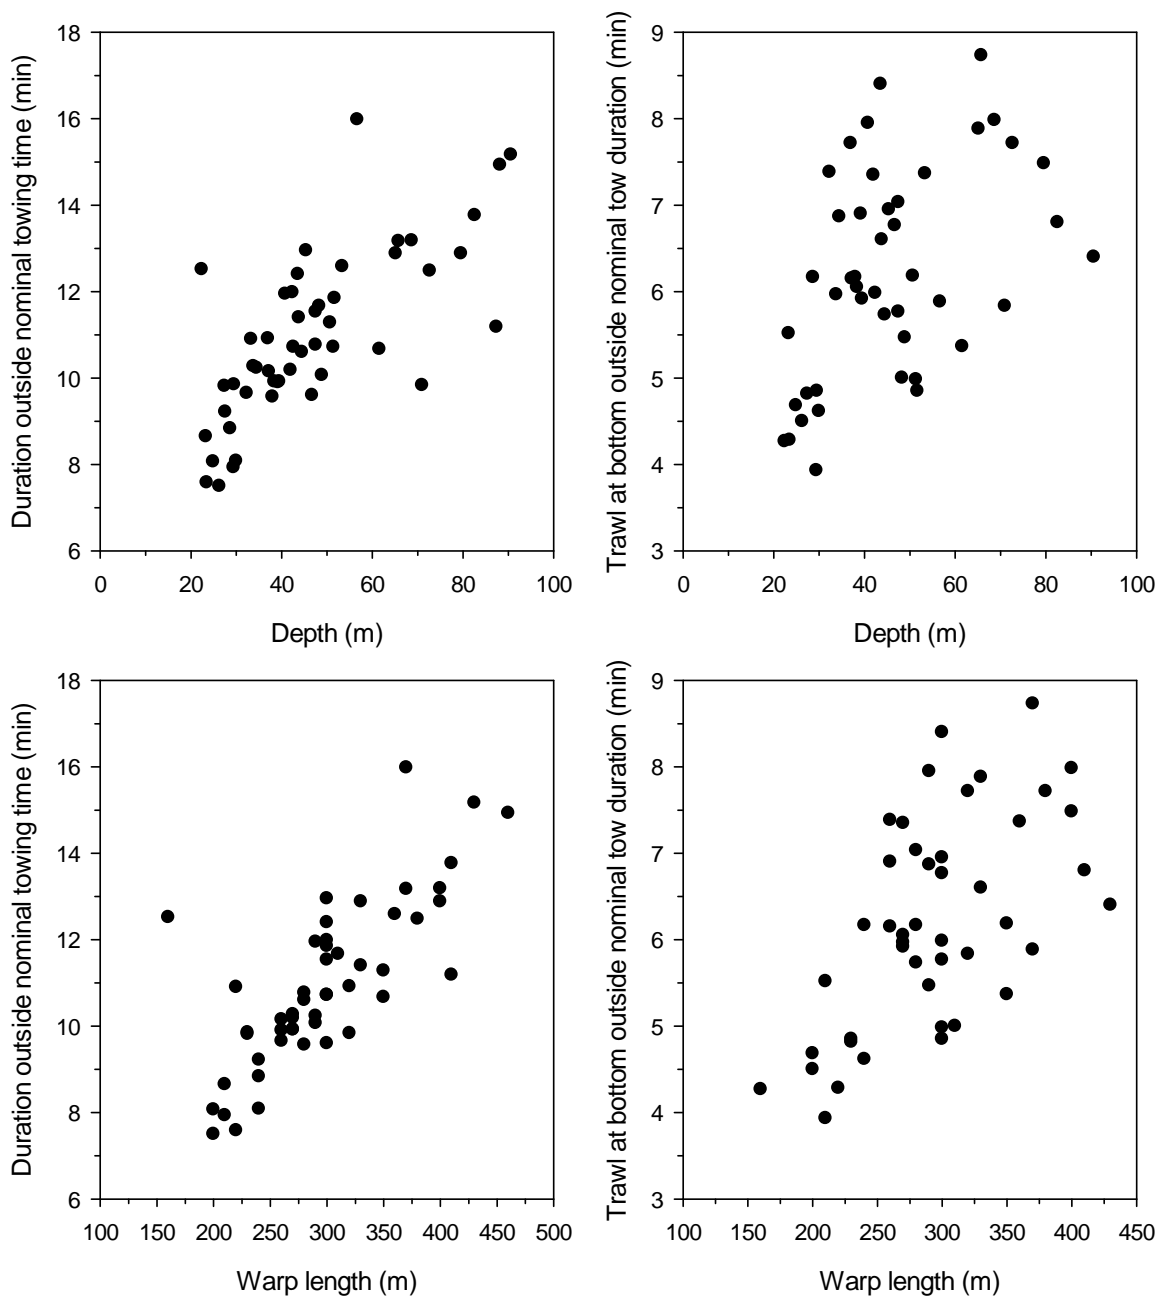 Duration outside nominal towing time (min)
18
16
14
12
10
8
6
0 20 40 60 80 100
Depth (m)
Trawl at bottom outside nominal tow duration (min)
9
8
7
6
5
4
3
0 20 40 60 80 100
Depth (m)
Duration outside nominal towing time (min)
18
16
14
12
10
8
6
100 150 200 250 300 350 400 450 500
Warp length (m)
Trawl at bottom outside nominal tow duration (min)
9
8
7
6
5
4
3
100 150 200 250 300 350 400 450
Warp length (m)